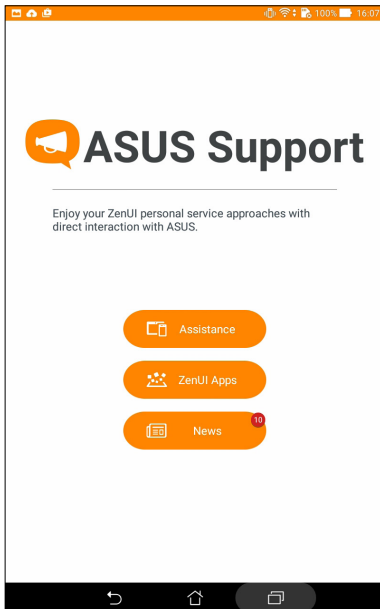 100% 16:07
ASUS Support
Enjoy your ZenUI personal service approaches with
direct interaction with ASUS.
Assistance
ZenUI Apps
10
News